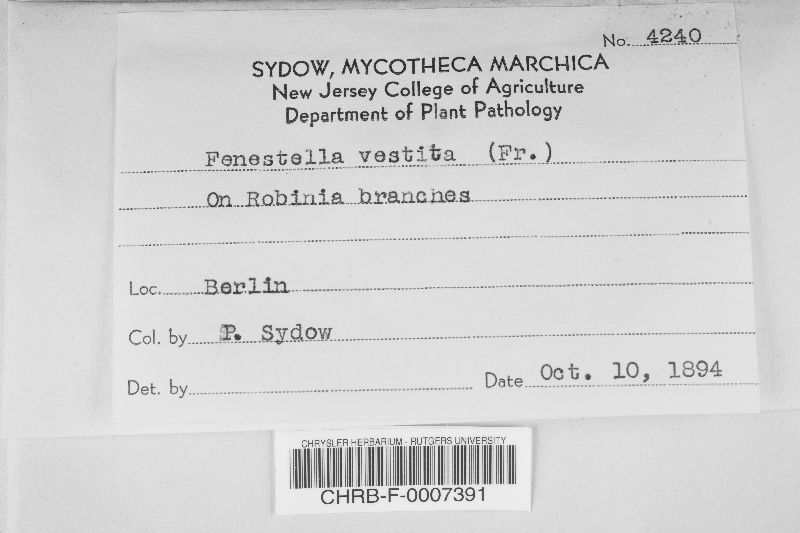 No. 4240
SYDOW, MYCOTHECA MARCHICA
New Jersey College of Agriculture
Department of Plant Pathology
Fenestella vestita (Fr.)
On Robinia branches
Loc. Berlin
Col. by P. Sydow
Det. by
Date Oct. 10, 1894
CHRYSLER HERBARIUM - RUTGERS UNIVERSITY
CHRB-F-0007391